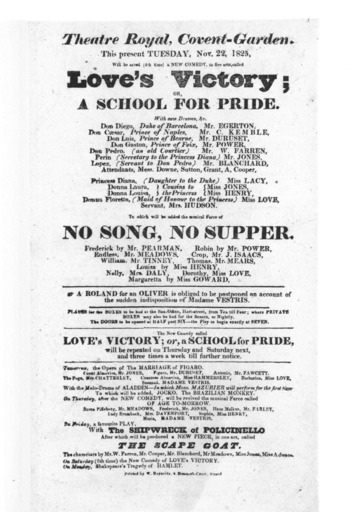 Theatre Royal, Covent-Garden.
This present TUESDAY, Nov. 22, 1825,
Will be acted (4th time) a NEW COMEDY, in five acts, called
Love's Victory;
OR,
A SCHOOL FOR PRIDE.
With new Dresses, &c.
Don Diego, Duke of Barcelona, Mr. EGERTON,
Don Cæsar, Prince of Naples, Mr. C. KEMBLE,
Don Luis, Prince of Bearne, Mr. DURUSET,
Don Gaston, Prince of Foix, Mr. POWER,
Don Pedro, (an old Courtier) Mr. W. FARREN,
Perin (Secretary to the Princess Diana) Mr. JONES,
Lopez, (Servant to Don Pedro) Mr. BLANCHARD,
Attendants, Mess. Downe, Sutton, Grant, A. Cooper,
Princess Diana, (Daughter to the Duke) Miss LACY,
Donna Laura, } Cousins to {Miss JONES,
Donna Louisa, } the Princess {Miss HENRY,
Donna Floretta, (Maid of Honour to the Princess) Miss LOVE,
Servant, Mrs. HUDSON.
To which will be added the musical Farce of
NO SONG, NO SUPPER.
Frederick by Mr. PEARMAN, Robin by Mr. POWER,
Endless, Mr. MEADOWS, Crop, Mr. J. ISAACS,
William, Mr. TINNEY, Thomas, Mr. MEARS,
Louisa by Miss HENRY,
Nelly, Mrs. DALY, Dorothy, Miss LOVE,
Margaretta by Miss GOWARD,
A ROLAND for an OLIVER is obliged to be postponed on account of
the sudden indisposition of Madame VESTRIS.
PLACES for the BOXES to be had at the Box-Office, Hart-street, from Ten till Four; where PRIVATE
BOXES may also be had for the Season, or Nightly.
The DOORS to be opened at HALF past SIX—the Play to begin exactly at SEVEN.
The New Comedy called
LOVE's VICTORY; or, a SCHOOL for PRIDE,
will be repeated on Thursday and Saturday next,
and three times a week till further notice.
Tomorrow, the Opera of The MARRIAGE of FIGARO.
Count Almaviva, Mr. JONES, Figaro, Mr. DURUSET, Antonio, Mr. FAWCETT,
The Page, Mrs. CHATTERLEY, Countess Almaviva, Miss HAMMERSLEY, Barbarina, Miss LOVE,
Susanna, MADAME VESTRIS.
With the Melo-Drama of ALADDIN—in which Mons. MAZURIER will perform for the first time
To which will be added, JOCKO, The BRAZILIAN MONKEY.
On Thursday, after the NEW COMEDY, will be revived the musical Farce called
OF AGE TO-MORROW.
Baron Piffleberg, Mr. MEADOWS, Frederick, Mr. JONES, Hans Molkus, Mr. FARLEY,
Lady Brumback, Mrs. DAVENPORT, Sophia, Miss HENRY,
Maria, MADAME VESTRIS.
On Friday, a favourite PLAY.
With The SHIPWRECK of POLICINELLO
After which will be produced a NEW PIECE, in one act, called
THE SCAPE GOAT.
The characters by Mr. W. Farren, Mr. Cooper, Mr. Blanchard, Mr. Meadows, Miss Jones, Miss A. Jones.
On Saturday (7th time) the New Comedy of LOVE's VICTORY.
On Monday, Shakspeare's Tragedy of HAMLET.
Printed by W. Reynolds,